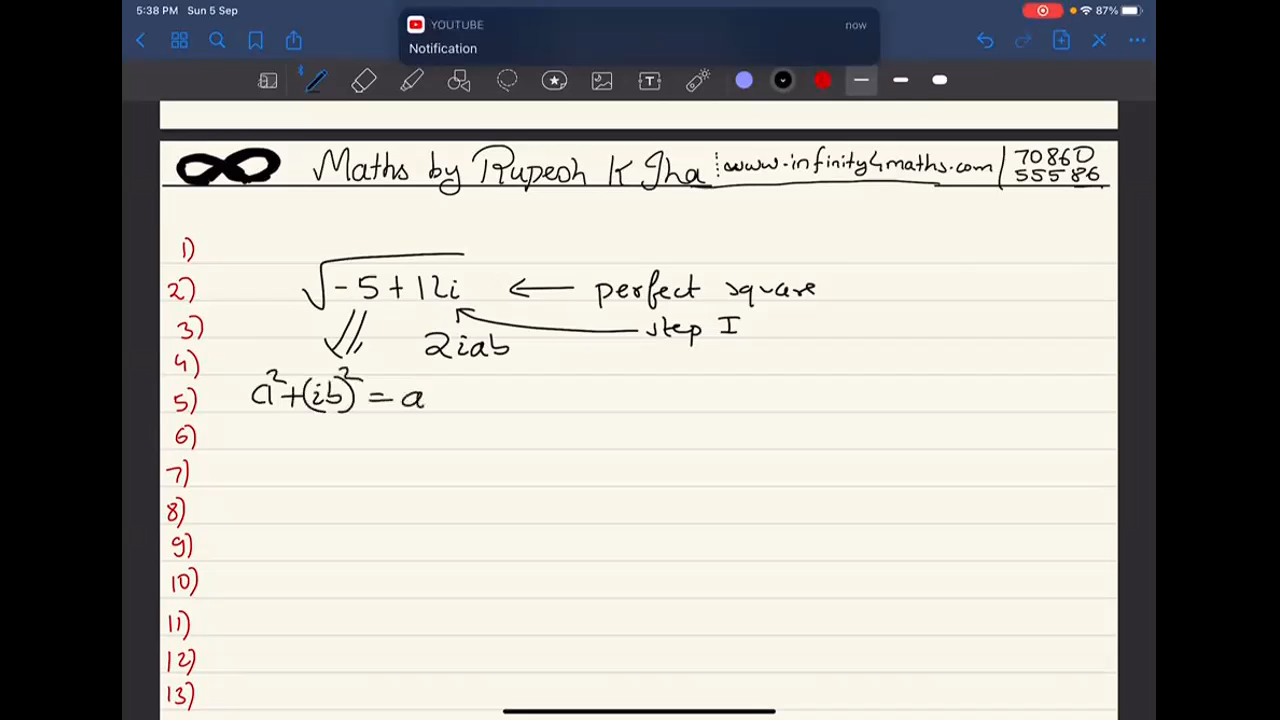 5:38 PM Sun 5 Sep
87%
YOUTUBE now
Notification
Maths by Rupesh K Jha www.infinity4maths.com 70860
55586
1)
2) √-5+12i ← perfect square
3) 2iab step I
4)
5) a²+(ib)² = a
6)
7)
8)
9)
10)
11)
12)
13)